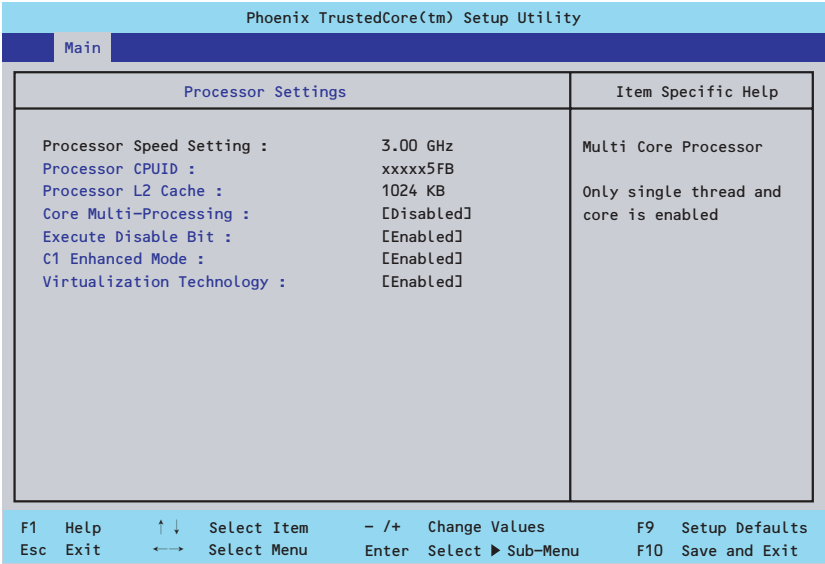 Phoenix TrustedCore(tm) Setup Utility
Main
Processor Settings
Item Specific Help
Processor Speed Setting : 3.00 GHz
Processor CPUID : xxxxx5FB
Processor L2 Cache : 1024 KB
Core Multi-Processing : [Disabled]
Execute Disable Bit : [Enabled]
C1 Enhanced Mode : [Enabled]
Virtualization Technology : [Enabled]
Multi Core Processor
Only single thread and
core is enabled
F1 Help ↑↓ Select Item - /+ Change Values F9 Setup Defaults
Esc Exit ←→ Select Menu Enter Select ▶ Sub-Menu F10 Save and Exit